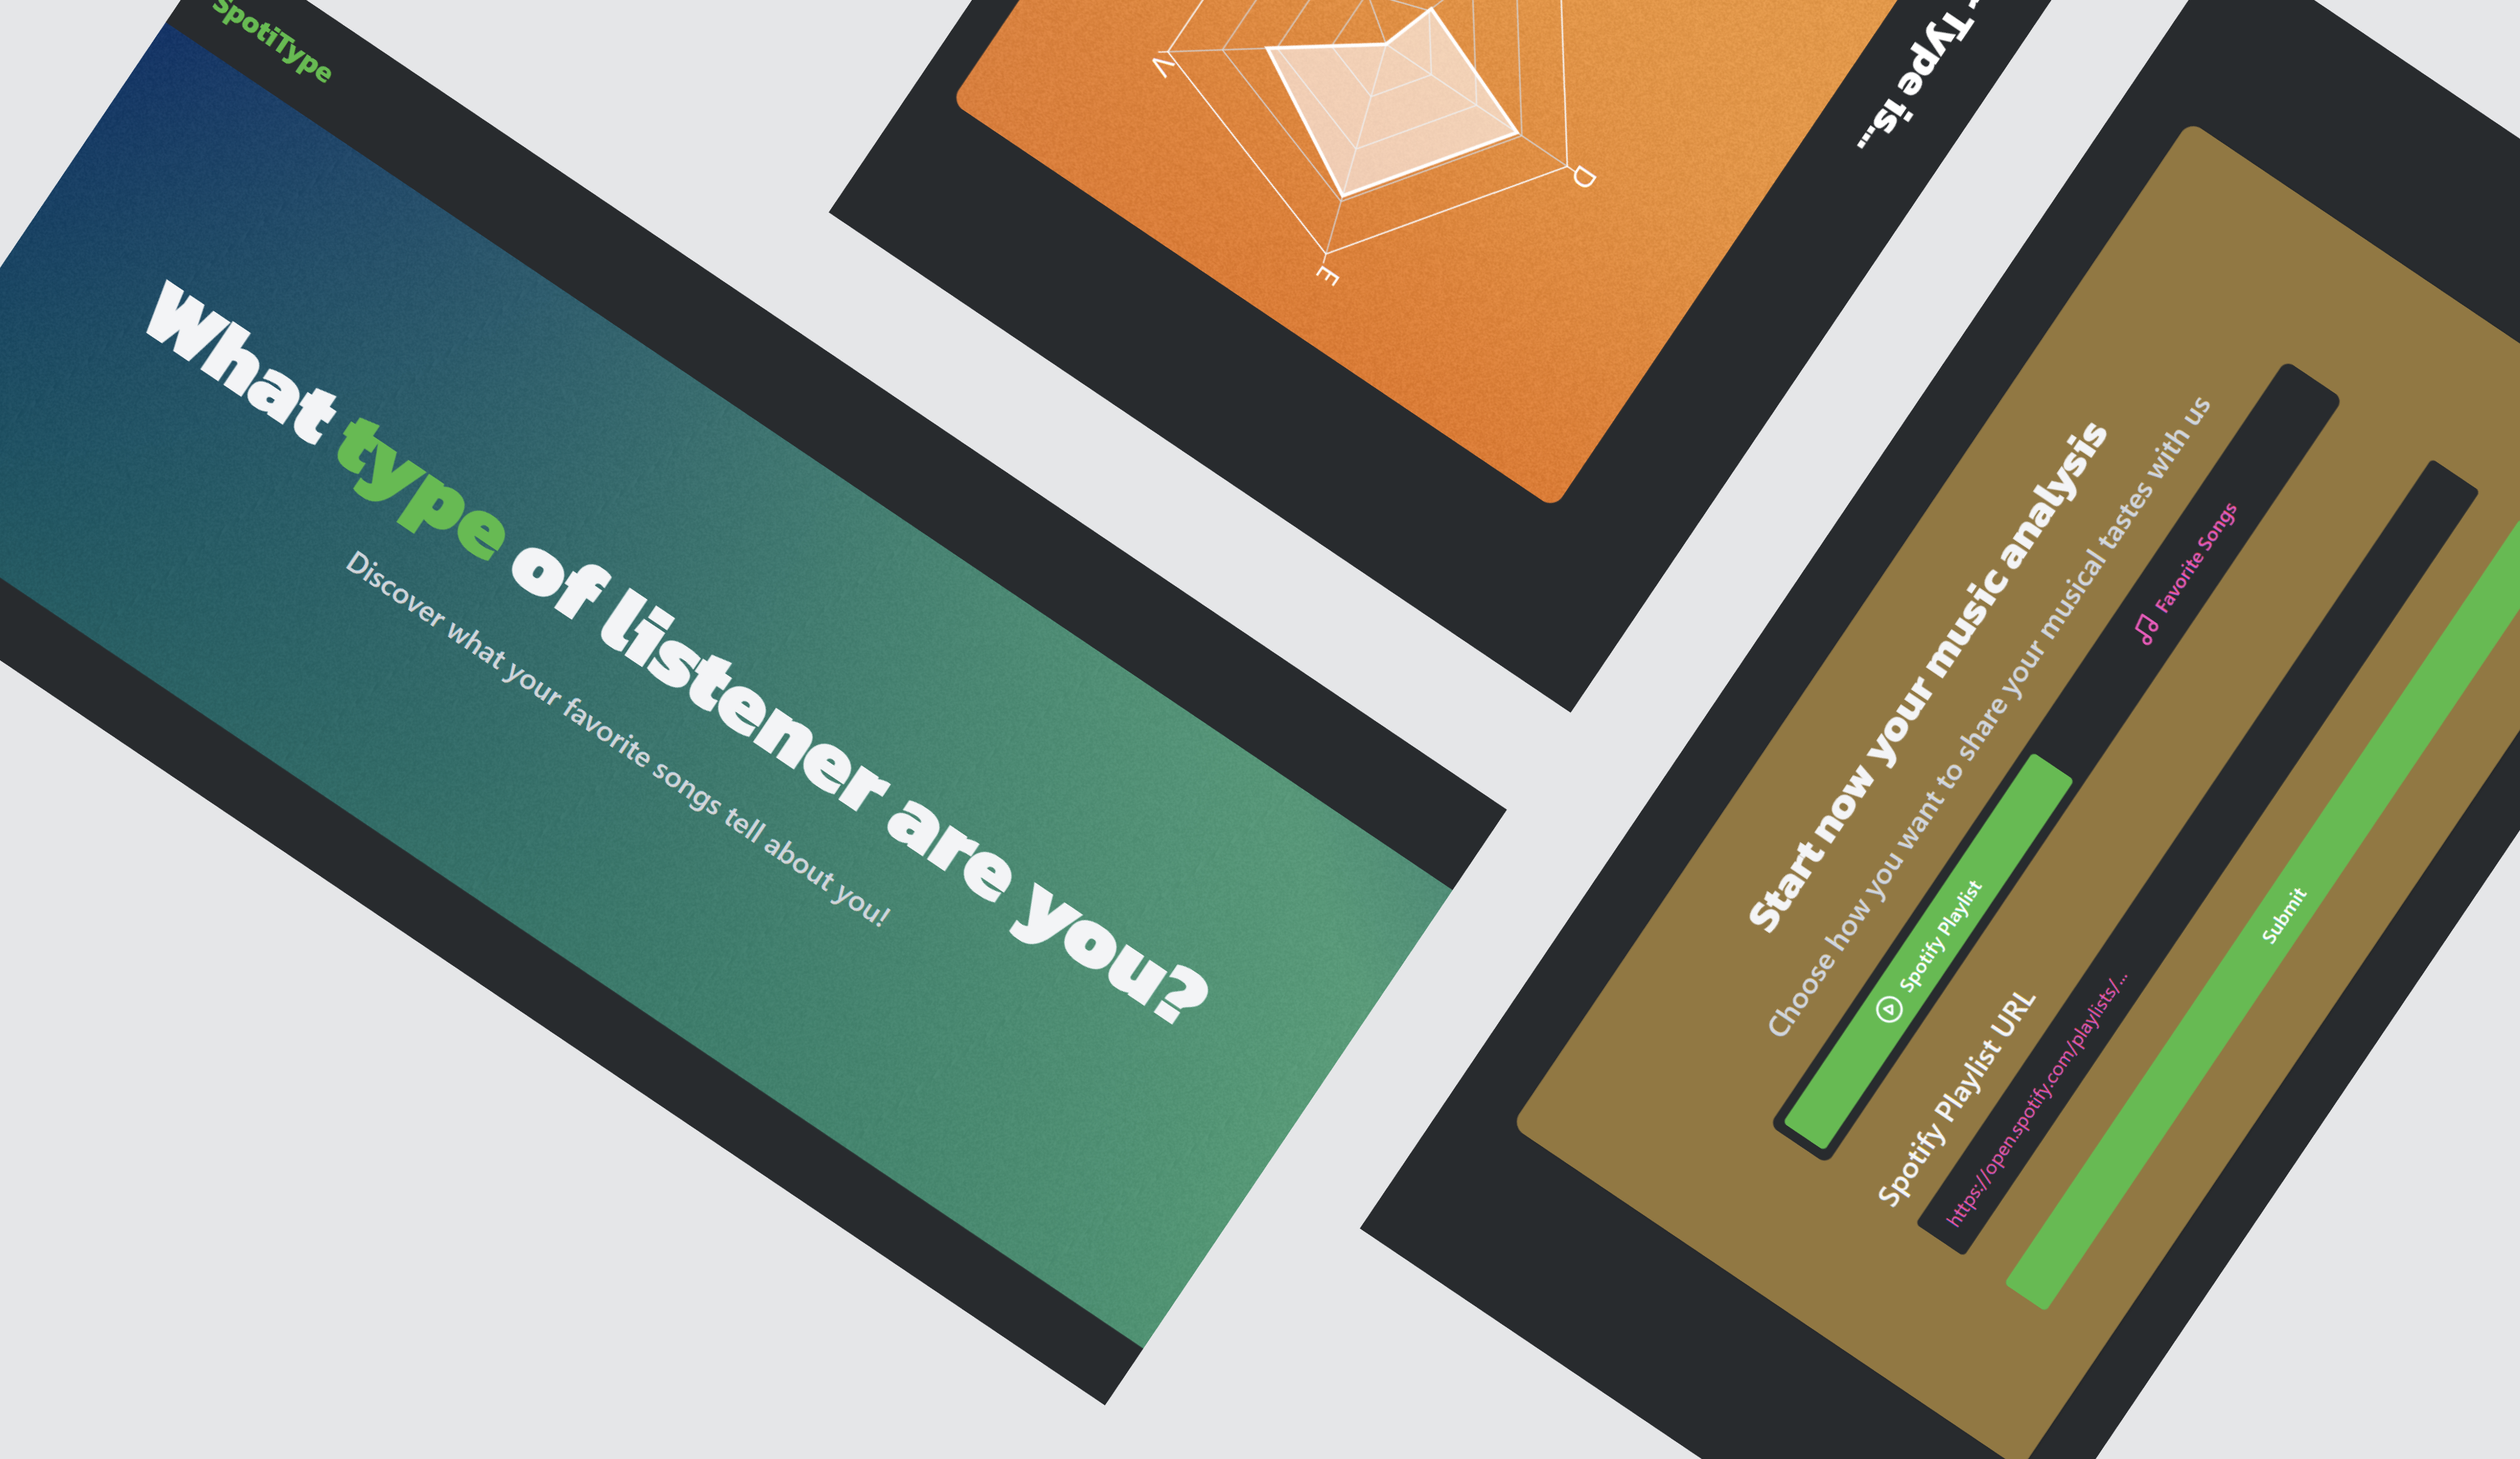 SpotiType
What type of listener are you?
Discover what your favorite songs tell about you!
Type is...
V
D
E
Start now your music analysis
Choose how you want to share your musical tastes with us
Spotify Playlist
Favorite Songs
Spotify Playlist URL
https://open.spotify.com/playlists/...
Submit